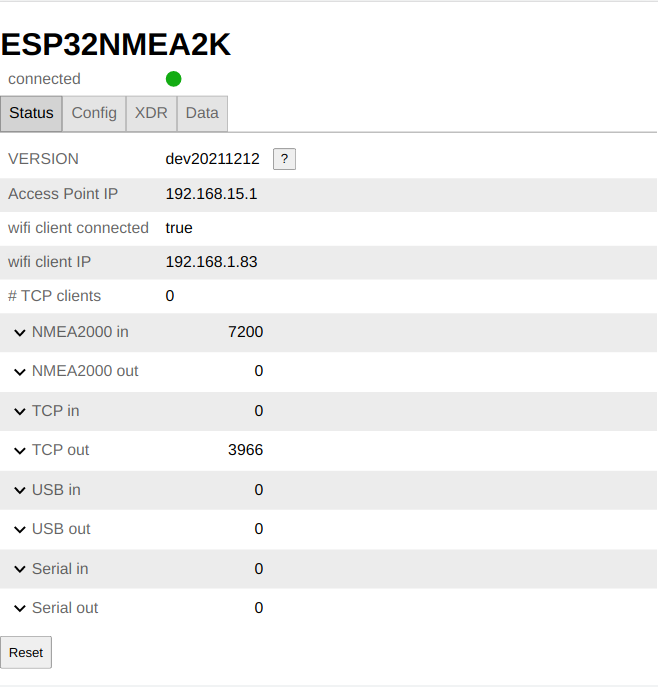 ESP32NMEA2K
connected
Status Config XDR Data
VERSION dev20211212 ?
Access Point IP 192.168.15.1
wifi client connected true
wifi client IP 192.168.1.83
# TCP clients 0
NMEA2000 in 7200
NMEA2000 out 0
TCP in 0
TCP out 3966
USB in 0
USB out 0
Serial in 0
Serial out 0
Reset